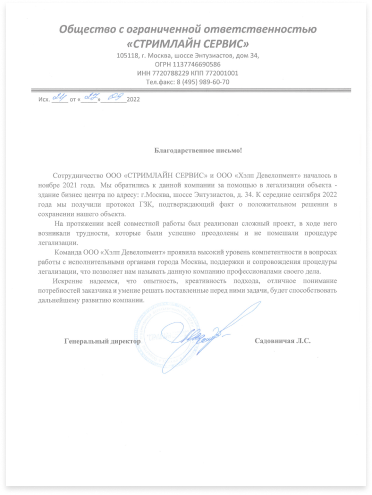 Общество с ограниченной ответственностью
«СТРИМЛАЙН СЕРВИС»
105118, г. Москва, шоссе Энтузиастов, дом 34,
ОГРН 1137746690586
ИНН 7720788229 КПП 772001001
Тел.факс: 8 (495) 989-60-70
Исх. от « » 2022
Благодарственное письмо!
Сотрудничество ООО «СТРИМЛАЙН СЕРВИС» и ООО «Хэлп Девелопмент» началось в
ноябре 2021 года. Мы обратились к данной компании за помощью в легализации объекта -
здание бизнес центра по адресу: г.Москва, шоссе Энтузиастов, д. 34. К середине сентября 2022
года мы получили протокол ГЗК, подтверждающий факт о положительном решении в
сохранении нашего объекта.
На протяжении всей совместной работы был реализован сложный проект, в ходе него
возникали трудности, которые были успешно преодолены и не помешали процедуре
легализации.
Команда ООО «Хэлп Девелопмент» проявила высокий уровень компетентности в вопросах
работы с исполнительными органами города Москвы, поддержки и сопровождения процедуры
легализации, что позволяет нам называть данную компанию профессионалами своего дела.
Искренне надеемся, что опытность, креативность подхода, отличное понимание
потребностей заказчика и умение решать поставленные перед ними задачи, будет способствовать
дальнейшему развитию компании.
Генеральный директор Садовничая Л.С.